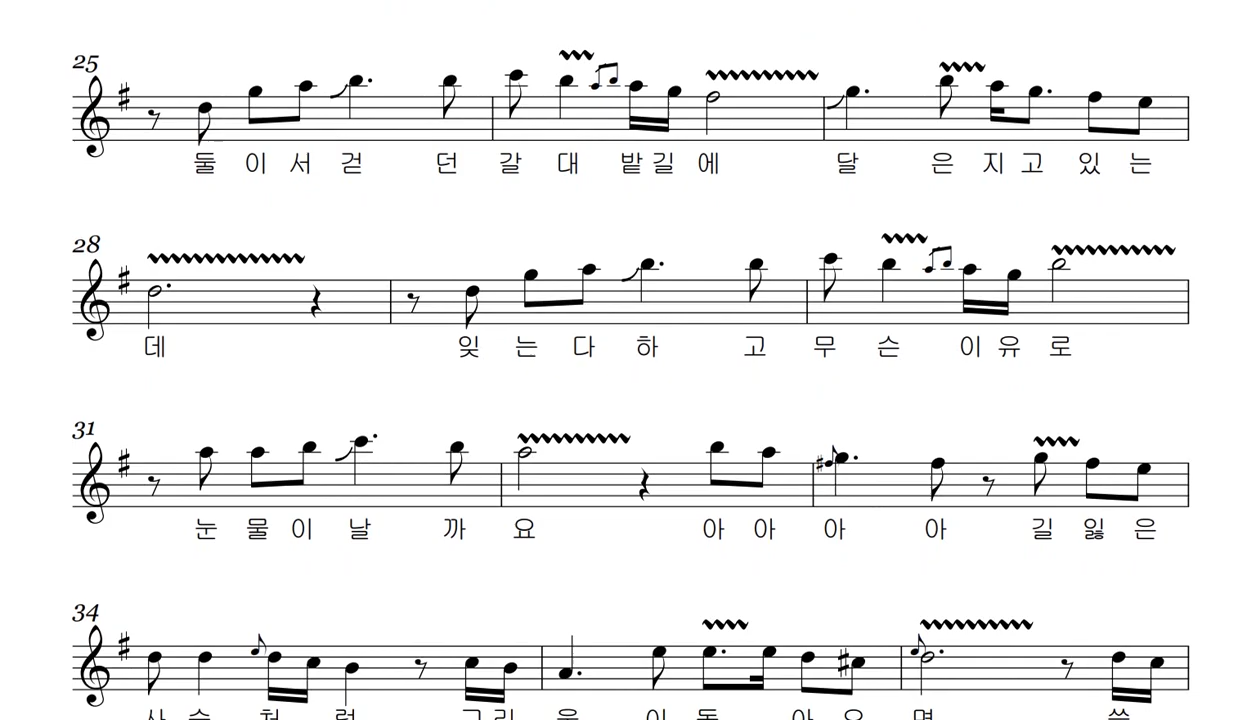 25
둘 이 서 걷 던 갈 대 밭 길 에 달 은 지 고 있 는
28
데 잊 는 다 하 고 무 슨 이 유 로
31
눈 물 이 날 까 요 아 아 아 아 길 잃 은
34